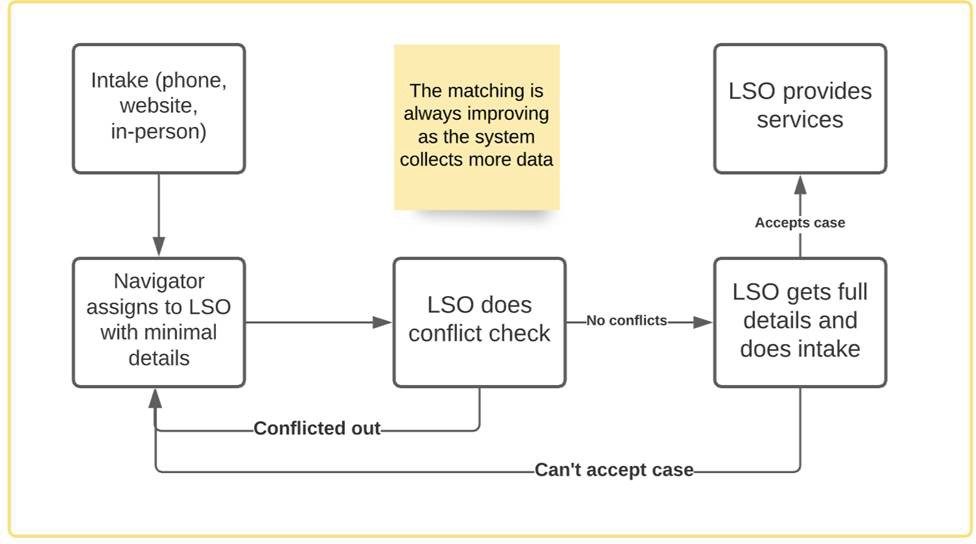 Intake (phone,
website,
in-person)
The matching is
always improving
as the system
collects more data
LSO provides
services
Accepts case
Navigator
assigns to LSO
with minimal
details
LSO does
conflict check
No conflicts
LSO gets full
details and
does intake
Conflicted out
Can't accept case